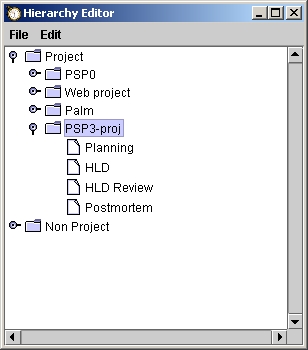 Hierarchy Editor
File Edit
Project
PSP0
Web project
Palm
PSP3-proj
Planning
HLD
HLD Review
Postmortem
Non Project